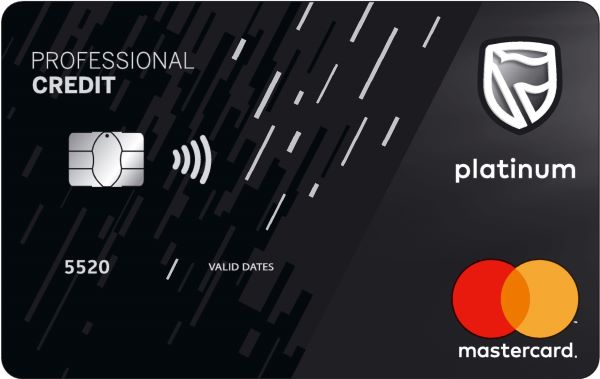 PROFESSIONAL
CREDIT
platinum
5520 / VALID DATES
mastercard.